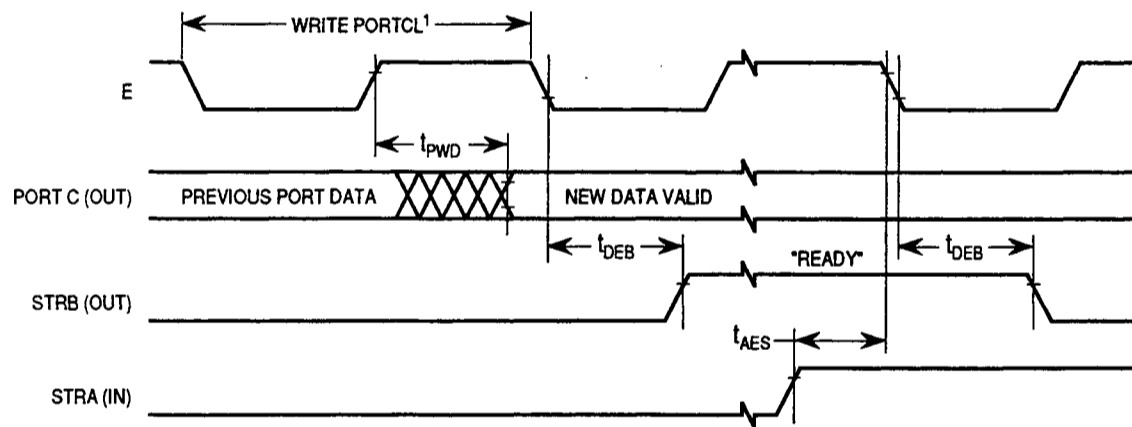 WRITE PORTCL¹
E
t_PWD
PORT C (OUT)
PREVIOUS PORT DATA
NEW DATA VALID
t_DEB
"READY"
t_DEB
STRB (OUT)
t_AES
STRA (IN)